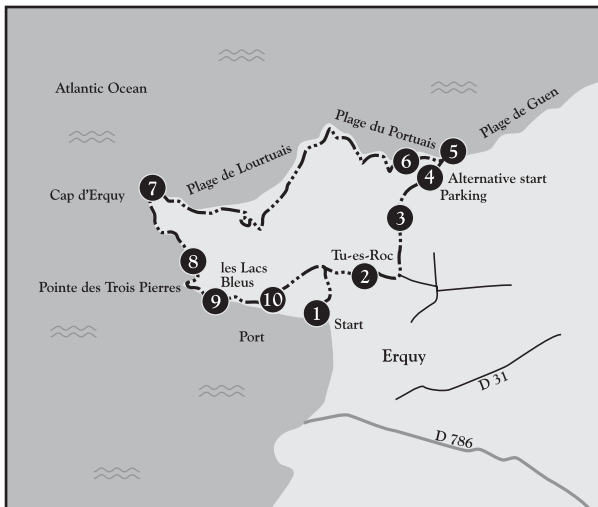 Atlantic Ocean
Plage de Guen
Plage du Portuais
5
6
Plage de Lourtuais
4
Alternative start
Parking
7
Cap d'Erquy
3
Tu-es-Roc
8
les Lacs
Bleus
2
Pointe des Trois Pierres
9
10
1
Start
Port
Erquy
D 31
D 786